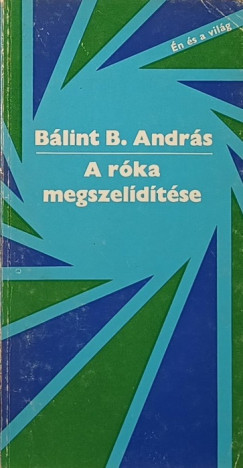 Én és a világ
Bálint B. András
A róka
megszelídítése